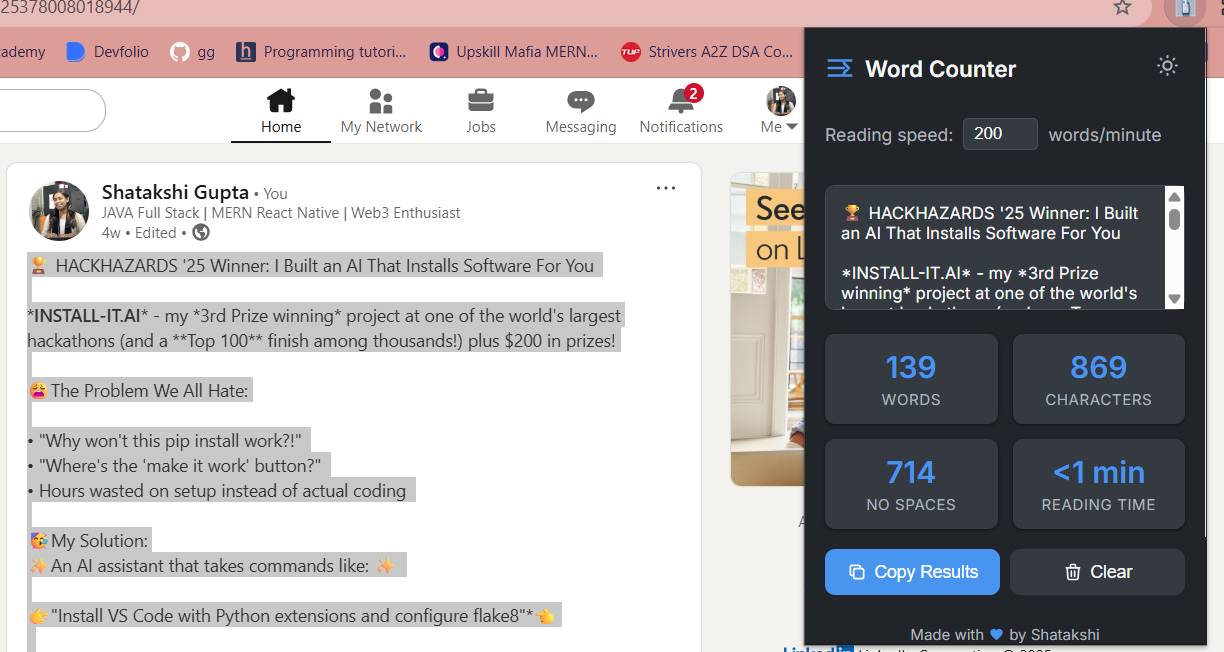 25378008018944/
cademy
Devfolio
gg
Programming tutori...
Upskill Mafia MERN...
TUF
Strivers A2Z DSA Co...
Home
My Network
Jobs
Messaging
2
Notifications
Me
Shatakshi Gupta • You
JAVA Full Stack | MERN React Native | Web3 Enthusiast
4w • Edited •
🏆 HACKHAZARDS '25 Winner: I Built an AI That Installs Software For You
*INSTALL-IT.AI* - my *3rd Prize winning* project at one of the world's largest
hackathons (and a **Top 100** finish among thousands!) plus $200 in prizes!
😩 The Problem We All Hate:
• "Why won't this pip install work?!"
• "Where's the 'make it work' button?"
• Hours wasted on setup instead of actual coding
🥳 My Solution:
✨ An AI assistant that takes commands like: ✨
👉 "Install VS Code with Python extensions and configure flake8"* 👈
See
on L
Word Counter
Reading speed: 200 words/minute
🏆 HACKHAZARDS '25 Winner: I Built
an AI That Installs Software For You
*INSTALL-IT.AI* - my *3rd Prize
winning* project at one of the world's
139
WORDS
869
CHARACTERS
714
NO SPACES
<1 min
READING TIME
Copy Results
Clear
Made with 💙 by Shatakshi